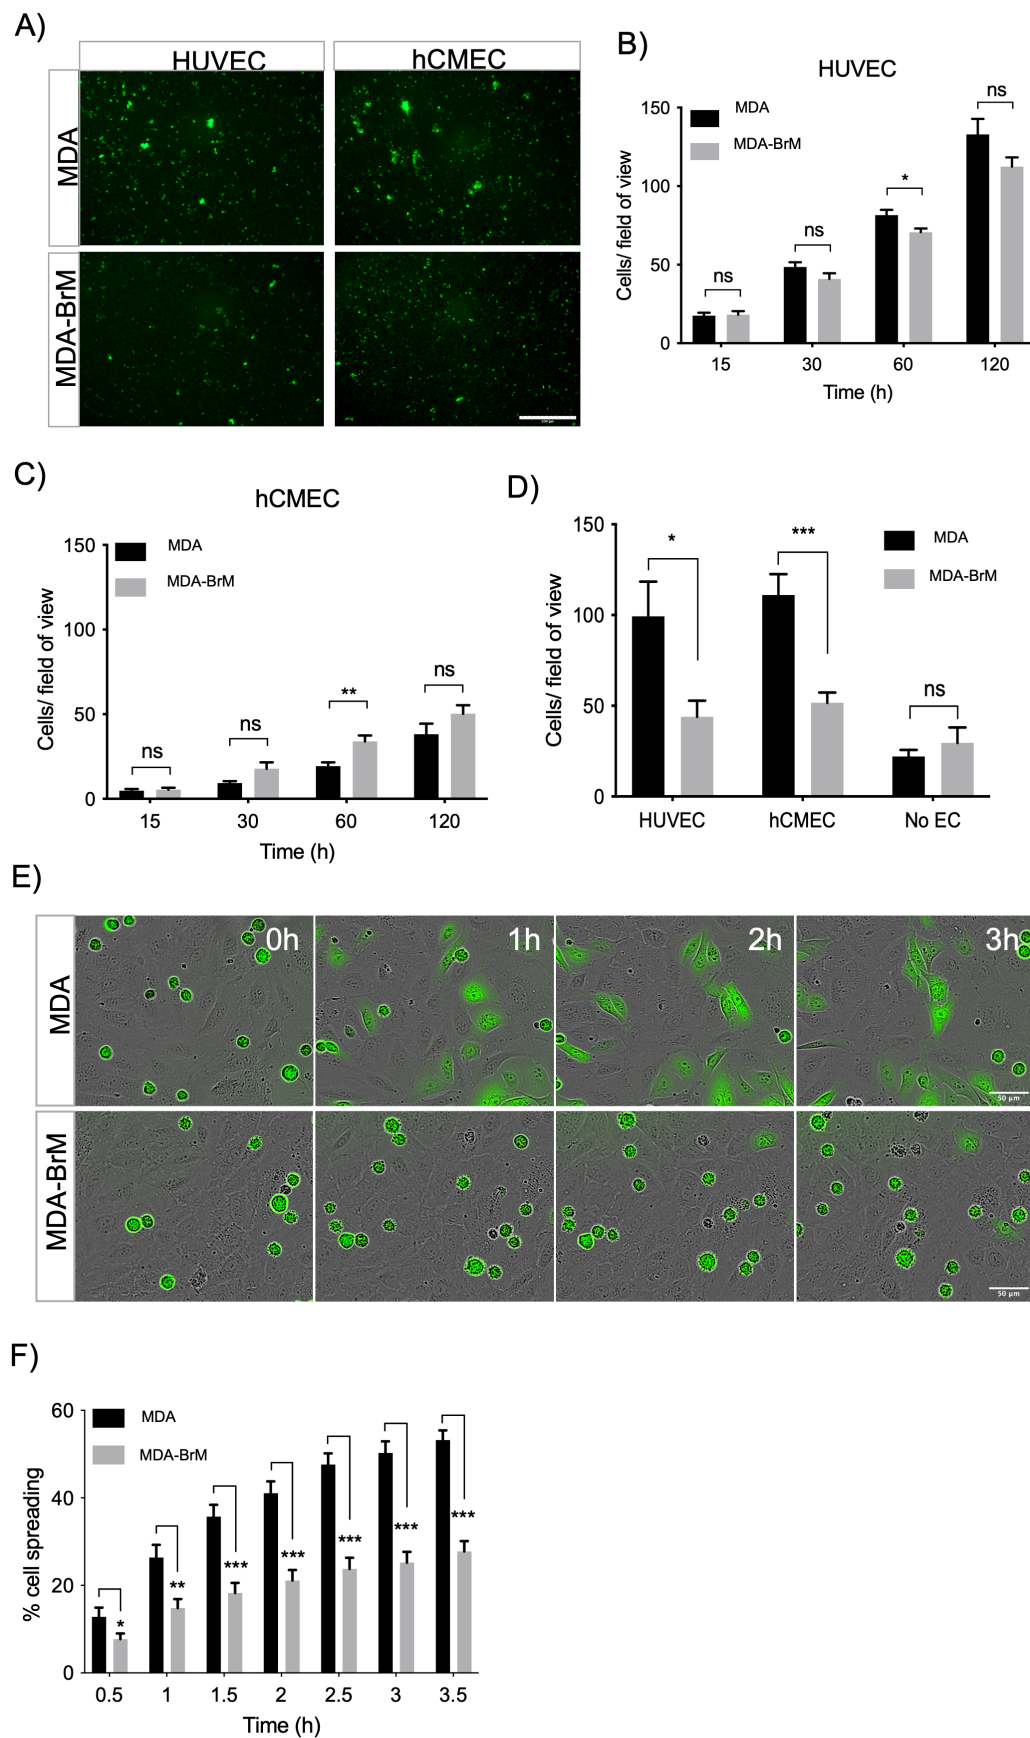 A)
HUVEC
hCMEC
MDA
MDA-BrM
B)
HUVEC
MDA
MDA-BrM
Cells/ field of view
150
100
50
0
ns
ns
*
ns
15
30
60
120
Time (h)
C)
hCMEC
MDA
MDA-BrM
Cells/ field of view
150
100
50
0
ns
ns
**
ns
15
30
60
120
Time (h)
D)
MDA
MDA-BrM
Cells/ field of view
150
100
50
0
*
***
ns
HUVEC
hCMEC
No EC
E)
MDA
0h
1h
2h
3h
50 µm
MDA-BrM
50 µm
F)
MDA
MDA-BrM
% cell spreading
60
40
20
0
*
**
***
***
***
***
***
0.5
1
1.5
2
2.5
3
3.5
Time (h)